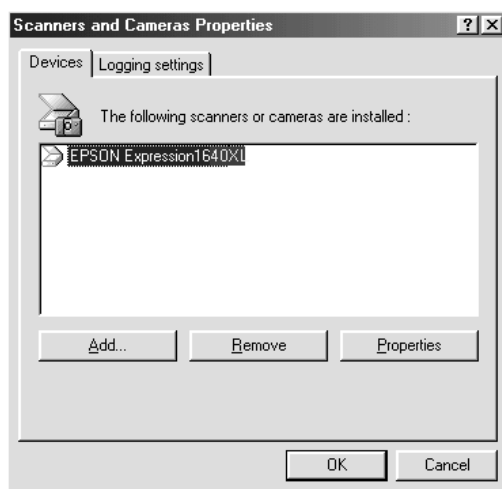 Scanners and Cameras Properties
Devices
Logging settings
The following scanners or cameras are installed :
EPSON Expression1640XL
Add...
Remove
Properties
OK
Cancel